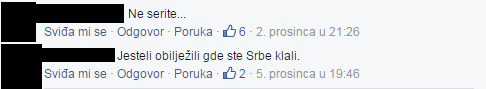 Ne serite...
Sviđa mi se · Odgovor · Poruka · 6 · 2. prosinca u 21:26
Jesteli obilježili gde ste Srbe klali.
Sviđa mi se · Odgovor · Poruka · 2 · 5. prosinca u 19:46